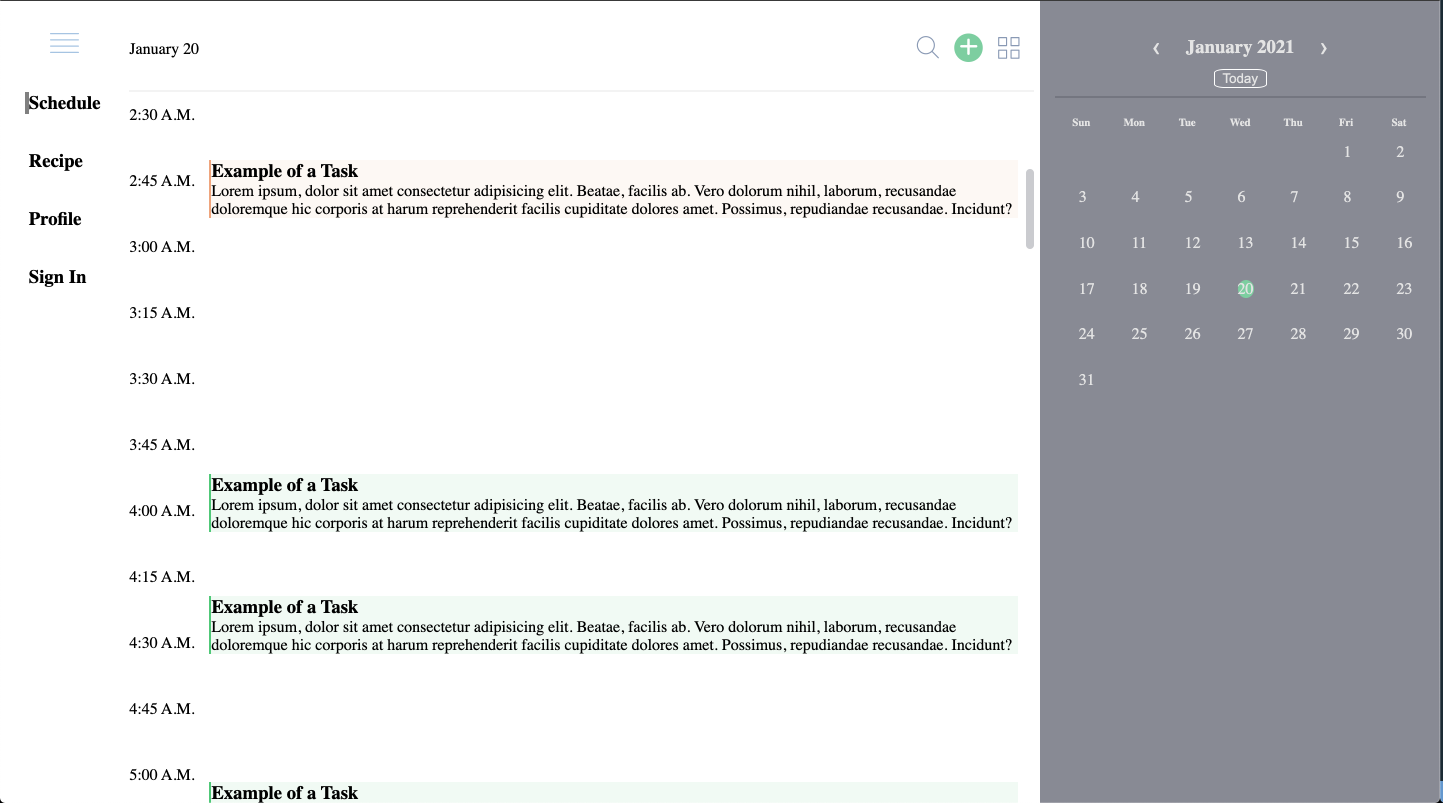 January 20
Schedule
Recipe
Profile
Sign In
2:30 A.M.
2:45 A.M.
Example of a Task
Lorem ipsum, dolor sit amet consectetur adipisicing elit. Beatae, facilis ab. Vero dolorum nihil, laborum, recusandae
doloremque hic corporis at harum reprehenderit facilis cupiditate dolores amet. Possimus, repudiandae recusandae. Incidunt?
3:00 A.M.
3:15 A.M.
3:30 A.M.
3:45 A.M.
4:00 A.M.
Example of a Task
Lorem ipsum, dolor sit amet consectetur adipisicing elit. Beatae, facilis ab. Vero dolorum nihil, laborum, recusandae
doloremque hic corporis at harum reprehenderit facilis cupiditate dolores amet. Possimus, repudiandae recusandae. Incidunt?
4:15 A.M.
4:30 A.M.
Example of a Task
Lorem ipsum, dolor sit amet consectetur adipisicing elit. Beatae, facilis ab. Vero dolorum nihil, laborum, recusandae
doloremque hic corporis at harum reprehenderit facilis cupiditate dolores amet. Possimus, repudiandae recusandae. Incidunt?
4:45 A.M.
5:00 A.M.
Example of a Task
‹ January 2021 ›
Today
Sun Mon Tue Wed Thu Fri Sat
1 2
3 4 5 6 7 8 9
10 11 12 13 14 15 16
17 18 19 20 21 22 23
24 25 26 27 28 29 30
31